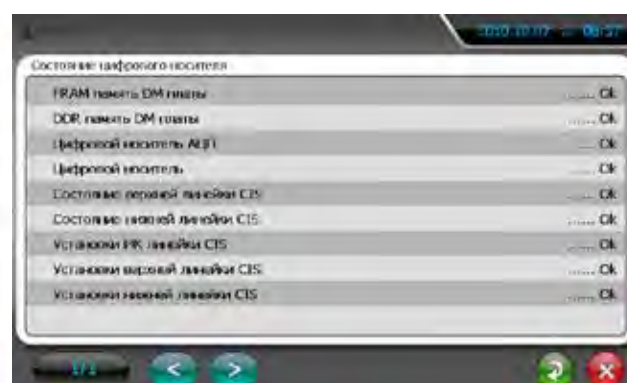 2010.10.07 08:57
Состояние цифрового носителя
FRAM память DM платы ....... Ok
DDR память DM платы ....... Ok
Цифровой носитель АЦП .... Ok
Цифровой носитель ....... Ok
Состояние верхней линейки CIS ....... Ok
Состояние нижней линейки CIS ....... Ok
Установки ИК линейки CIS ....... Ok
Установки верхней линейки CIS ....... Ok
Установки нижней линейки CIS ....... Ok
1/1 < >